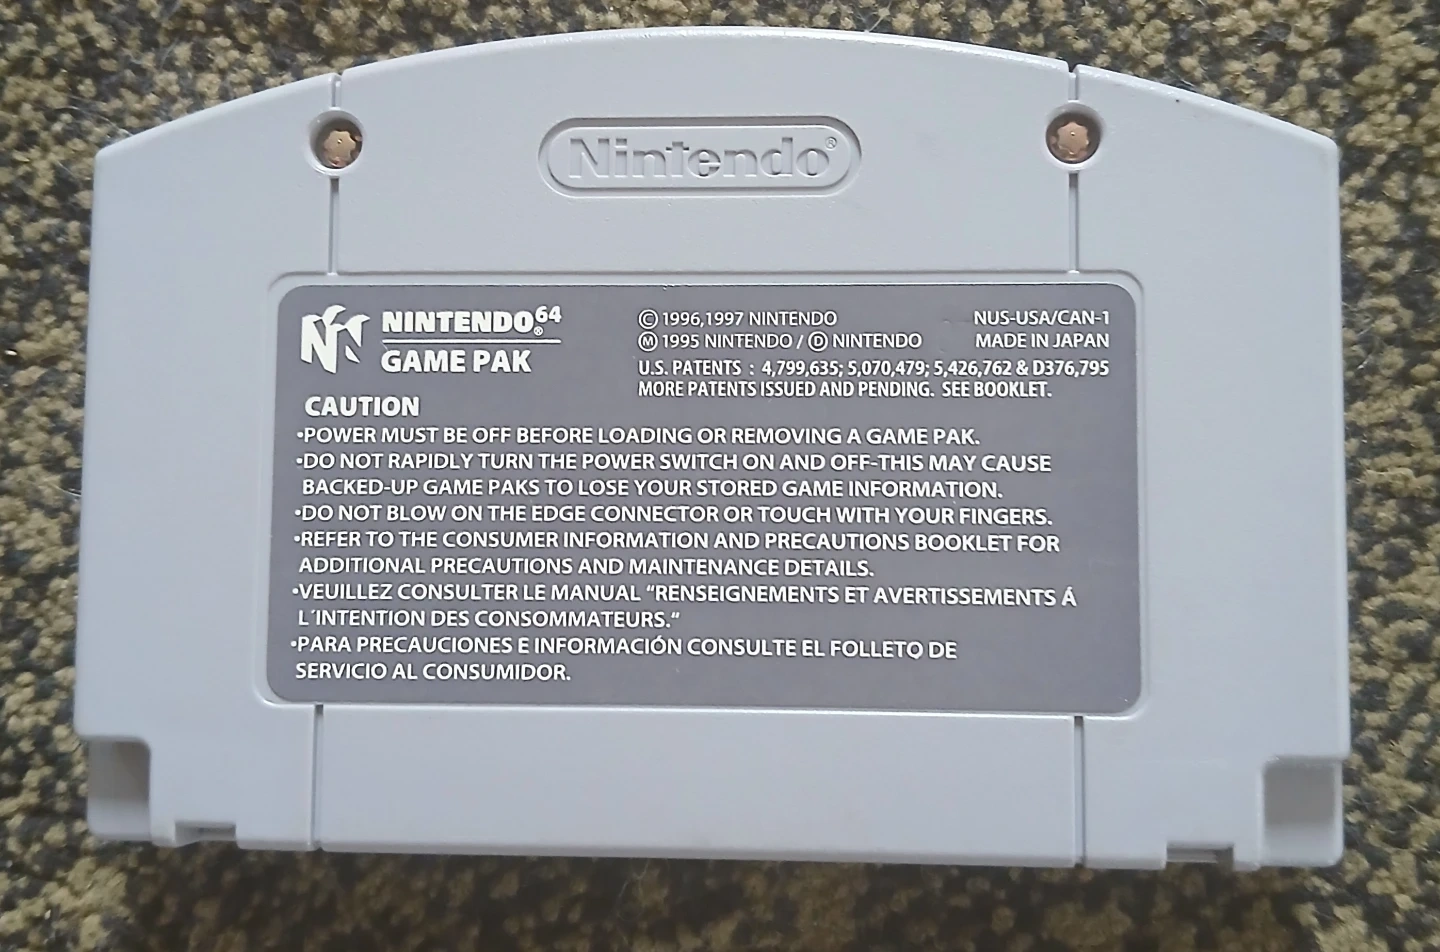 Nintendo®
NINTENDO64®
GAME PAK
©1996,1997 NINTENDO
Ⓜ1995 NINTENDO / Ⓓ NINTENDO
NUS-USA/CAN-1
MADE IN JAPAN
U.S. PATENTS : 4,799,635; 5,070,479; 5,426,762 & D376,795
MORE PATENTS ISSUED AND PENDING. SEE BOOKLET.
CAUTION
•POWER MUST BE OFF BEFORE LOADING OR REMOVING A GAME PAK.
•DO NOT RAPIDLY TURN THE POWER SWITCH ON AND OFF-THIS MAY CAUSE
BACKED-UP GAME PAKS TO LOSE YOUR STORED GAME INFORMATION.
•DO NOT BLOW ON THE EDGE CONNECTOR OR TOUCH WITH YOUR FINGERS.
•REFER TO THE CONSUMER INFORMATION AND PRECAUTIONS BOOKLET FOR
ADDITIONAL PRECAUTIONS AND MAINTENANCE DETAILS.
•VEUILLEZ CONSULTER LE MANUAL “RENSEIGNEMENTS ET AVERTISSEMENTS Á
L´INTENTION DES CONSOMMATEURS.“
•PARA PRECAUCIONES E INFORMACIÓN CONSULTE EL FOLLETO DE
SERVICIO AL CONSUMIDOR.